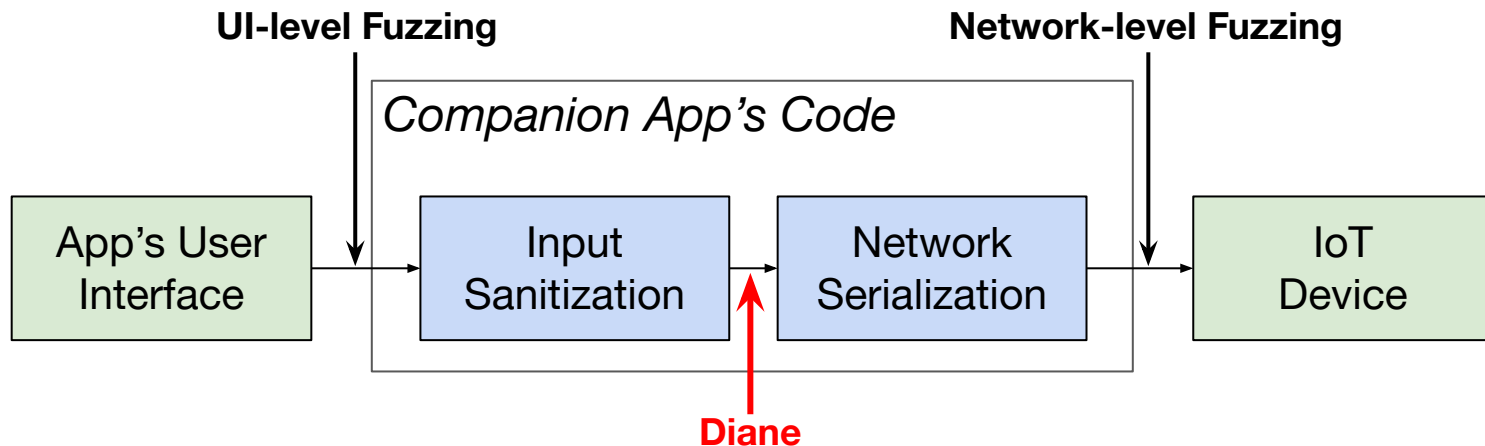 UI-level Fuzzing
Network-level Fuzzing
Companion App’s Code
App’s User
Interface
Input
Sanitization
Network
Serialization
IoT
Device
Diane